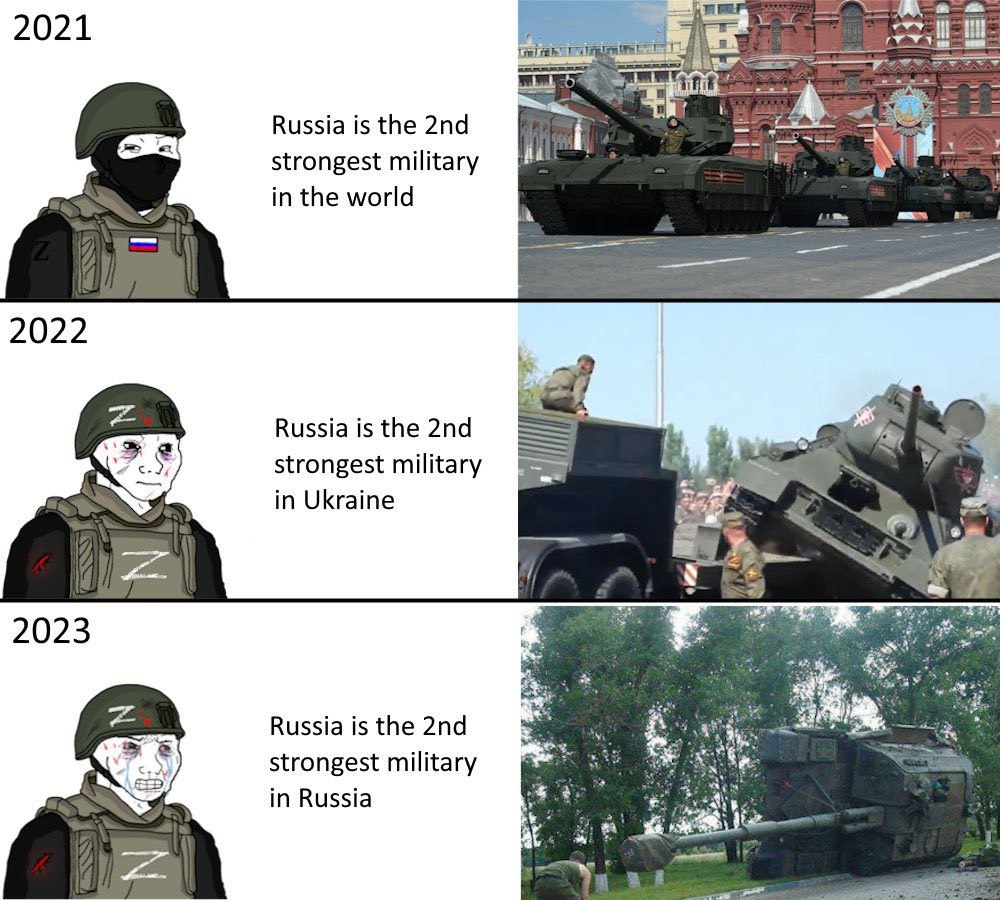 2021
Russia is the 2nd
strongest military
in the world
Z
2022
Z
Russia is the 2nd
strongest military
in Ukraine
Z
2023
Z
Russia is the 2nd
strongest military
in Russia
Z